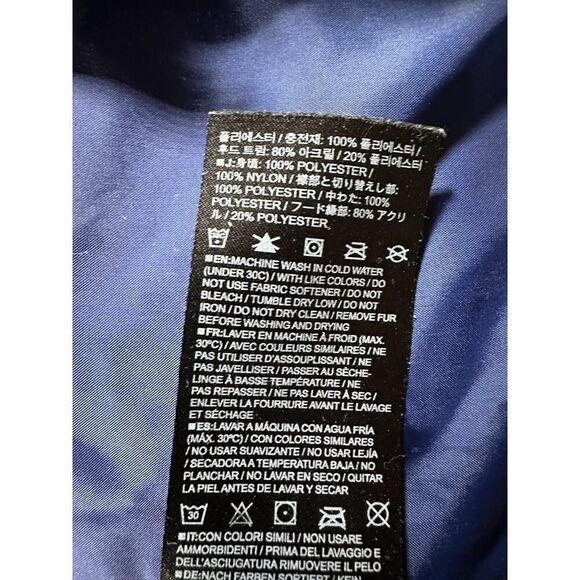 폴리에스터 / 충전재: 100% 폴리에스터 /
후드 트림: 80% 아크릴 / 20% 폴리에스터
■J:身頃: 100% POLYESTER /
100% NYLON / 襟部と切り替えし部:
100% POLYESTER / 中わた: 100%
POLYESTER / フード縁部: 80% アクリ
ル / 20% POLYESTER
■EN:MACHINE WASH IN COLD WATER
(UNDER 30C) / WITH LIKE COLORS / DO
NOT USE FABRIC SOFTENER / DO NOT
BLEACH / TUMBLE DRY LOW / DO NOT
IRON / DO NOT DRY CLEAN / REMOVE FUR
BEFORE WASHING AND DRYING
■FR:LAVER EN MACHINE À FROID (MAX.
30ºC) / AVEC COULEURS SIMILAIRES / NE
PAS UTILISER D'ASSOUPLISSANT / NE
PAS JAVELLISER / PASSER AU SÈCHE-
LINGE À BASSE TEMPÉRATURE / NE
PAS REPASSER / NE PAS LAVER À SEC /
ENLEVER LA FOURRURE AVANT LE LAVAGE
ET SÉCHAGE
■ES:LAVAR A MÁQUINA CON AGUA FRÍA
(MÁX. 30ºC) / CON COLORES SIMILARES
/ NO USAR SUAVIZANTE / NO USAR LEJÍA
/ SECADORA A TEMPERATURA BAJA / NO
PLANCHAR / NO LAVAR EN SECO / QUITAR
LA PIEL ANTES DE LAVAR Y SECAR
30
■IT:CON COLORI SIMILI / NON USARE
AMMORBIDENTI / PRIMA DEL LAVAGGIO E
DELL'ASCIUGATURA RIMUOVERE IL PELO
■DE:NACH FARBEN SORTIERT / KEIN